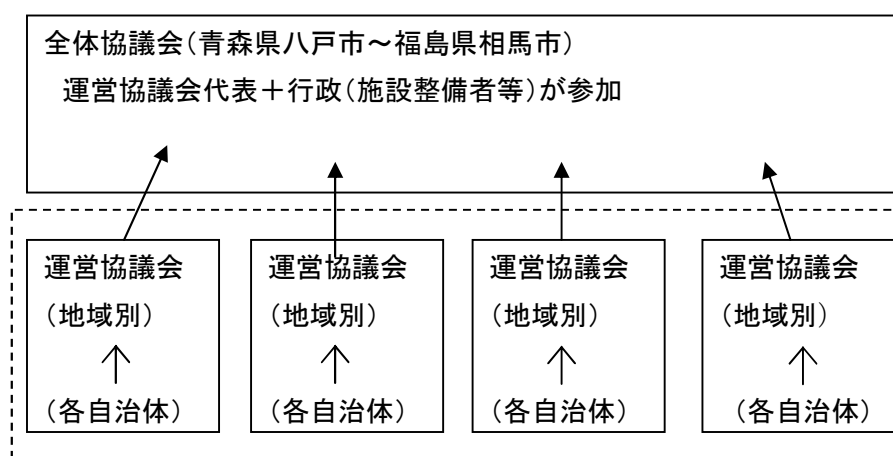 全体協議会(青森県八戸市～福島県相馬市)
運営協議会代表＋行政(施設整備者等)が参加
運営協議会
(地域別)
(各自治体)
運営協議会
(地域別)
(各自治体)
運営協議会
(地域別)
(各自治体)
運営協議会
(地域別)
(各自治体)